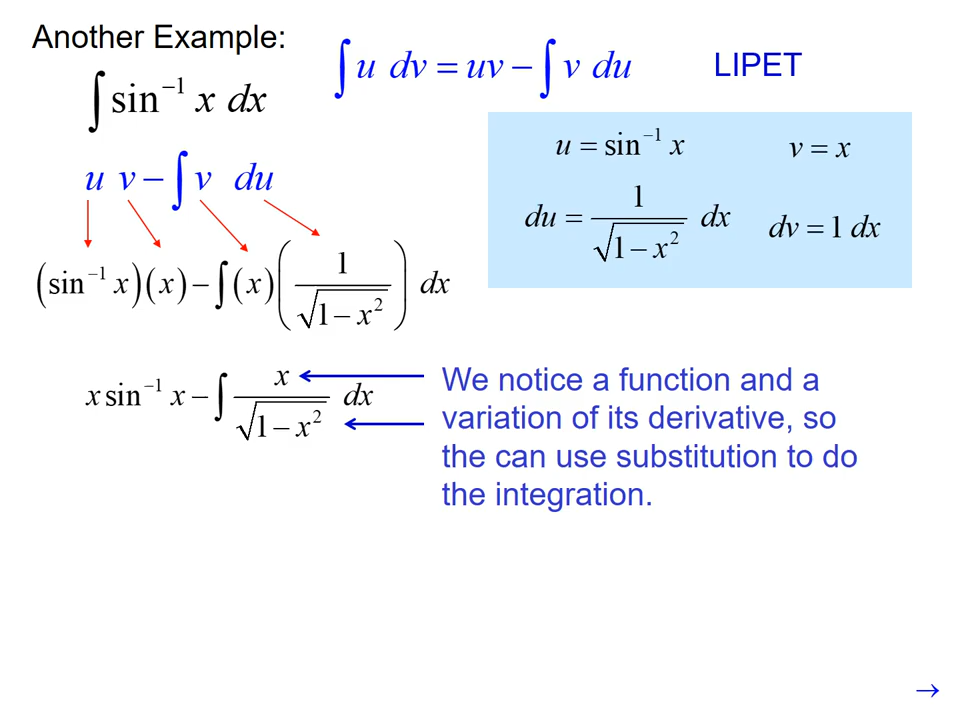 Another Example:
∫ u dv = uv − ∫ v du
LIPET
∫ sin⁻¹ x dx
u = sin⁻¹ x
v = x
u v − ∫ v du
du = 1/√(1 − x²) dx
dv = 1 dx
(sin⁻¹ x)(x) − ∫ (x)(1/√(1 − x²)) dx
x sin⁻¹ x − ∫ x/√(1 − x²) dx
We notice a function and a
variation of its derivative, so
the can use substitution to do
the integration.
→